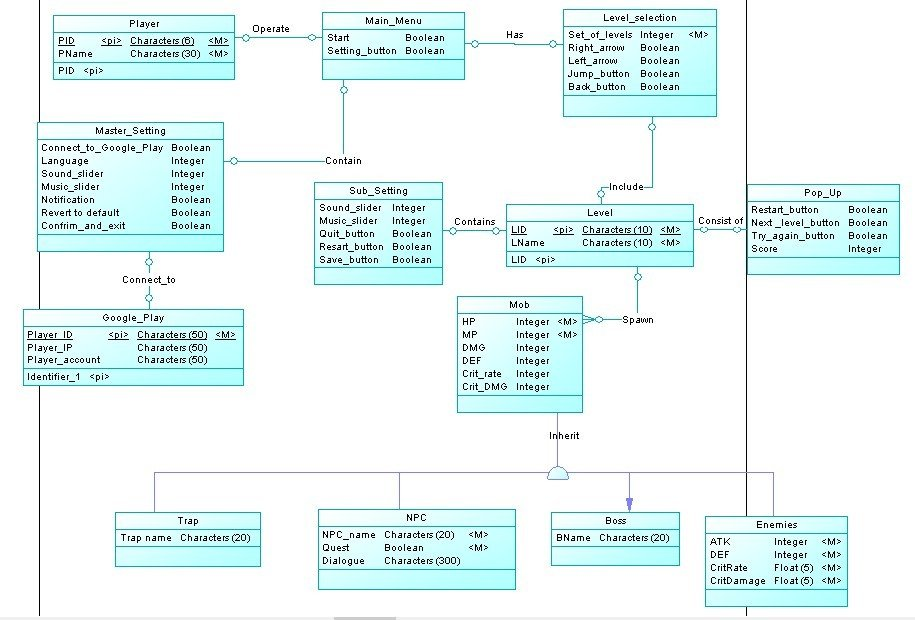 Player
PID <pi> Characters (6) <M>
PName Characters (30) <M>
PID <pi>
Operate
Main_Menu
Start Boolean
Setting_button Boolean
Has
Level_selection
Set_of_levels Integer <M>
Right_arrow Boolean
Left_arrow Boolean
Jump_button Boolean
Back_button Boolean
Master_Setting
Connect_to_Google_Play Boolean
Language Integer
Sound_slider Integer
Music_slider Integer
Notification Boolean
Revert to default Boolean
Confrim_and_exit Boolean
Contain
Include
Sub_Setting
Sound_slider Integer
Music_slider Integer
Quit_button Boolean
Resart_button Boolean
Save_button Boolean
Contains
Level
LID <pi> Characters (10) <M>
LName Characters (10) <M>
LID <pi>
Consist of
Pop_Up
Restart_button Boolean
Next_level_button Boolean
Try_again_button Boolean
Score Integer
Connect_to
Google_Play
Player_ID <pi> Characters (50) <M>
Player_IP Characters (50)
Player_account Characters (50)
Identifier_1 <pi>
Mob
HP Integer <M>
MP Integer <M>
DMG Integer
DEF Integer
Crit_rate Integer
Crit_DMG Integer
Spawn
Inherit
Trap
Trap name Characters (20)
NPC
NPC_name Characters (20) <M>
Quest Boolean <M>
Dialogue Characters (300)
Boss
BName Characters (20)
Enemies
ATK Integer <M>
DEF Integer <M>
CritRate Float (5) <M>
CritDamage Float (5) <M>